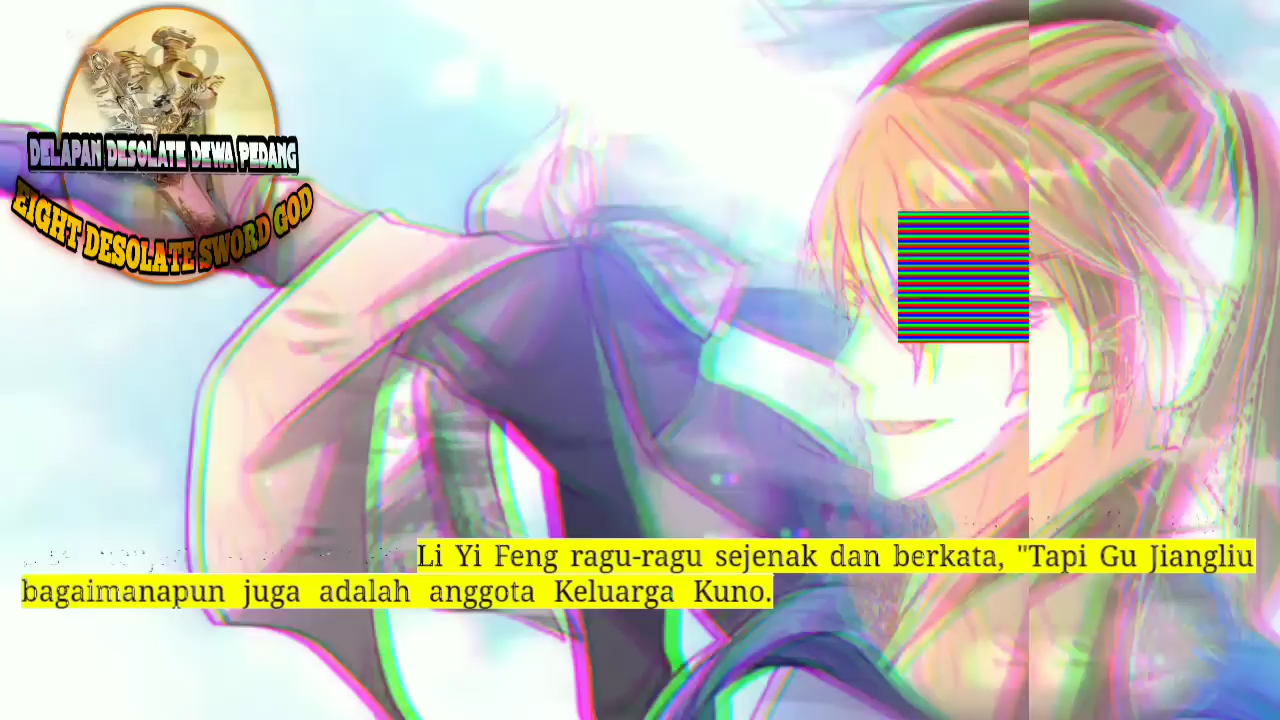 DELAPAN DESOLATE DEWA PEDANG
EIGHT DESOLATE SWORD GOD
Li Yi Feng ragu-ragu sejenak dan berkata, "Tapi Gu Jiangliu
bagaimanapun juga adalah anggota Keluarga Kuno.